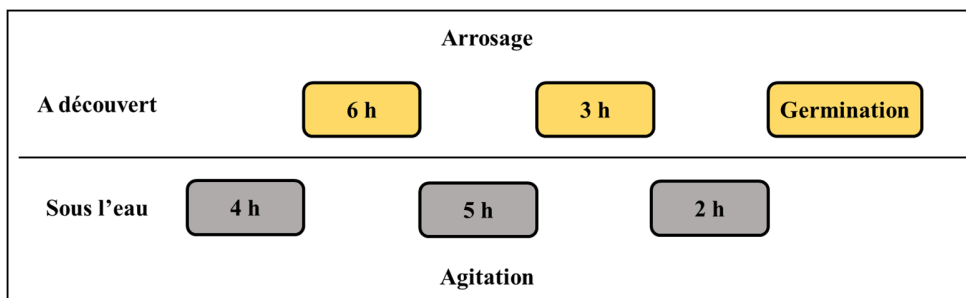 Arrosage
A découvert
6 h
3 h
Germination
Sous l'eau
4 h
5 h
2 h
Agitation